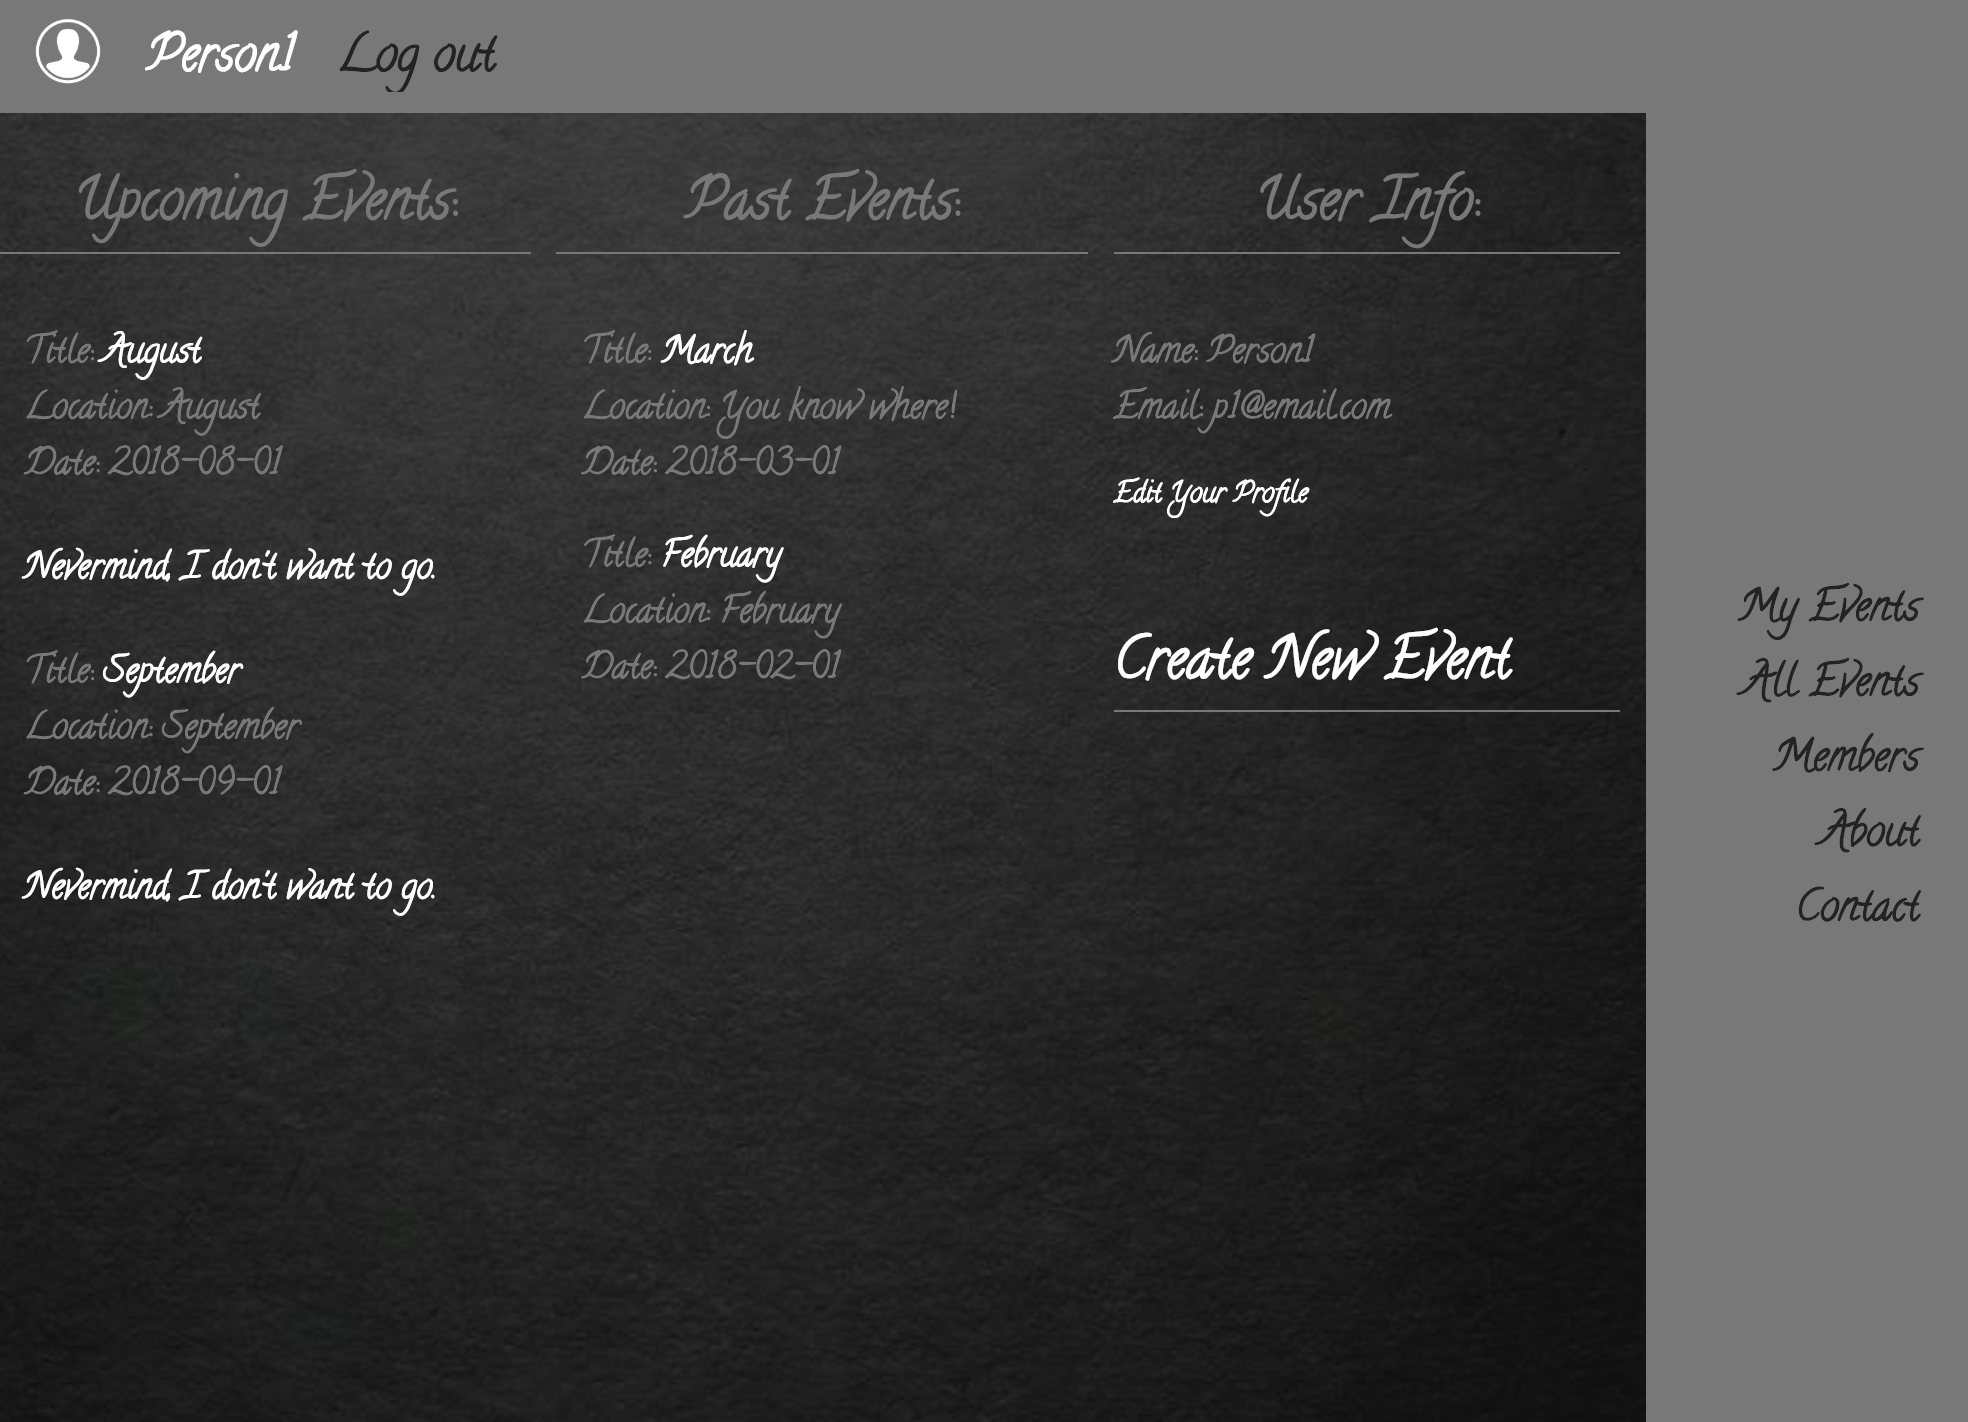 Person1 Log out
Upcoming Events:
Title: August
Location: August
Date: 2018-08-01
Nevermind, I don't want to go.
Title: September
Location: September
Date: 2018-09-01
Nevermind, I don't want to go.
Past Events:
Title: March
Location: You know where!
Date: 2018-03-01
Title: February
Location: February
Date: 2018-02-01
User Info:
Name: Person1
Email: p1@email.com
Edit Your Profile
Create New Event
My Events
All Events
Members
About
Contact